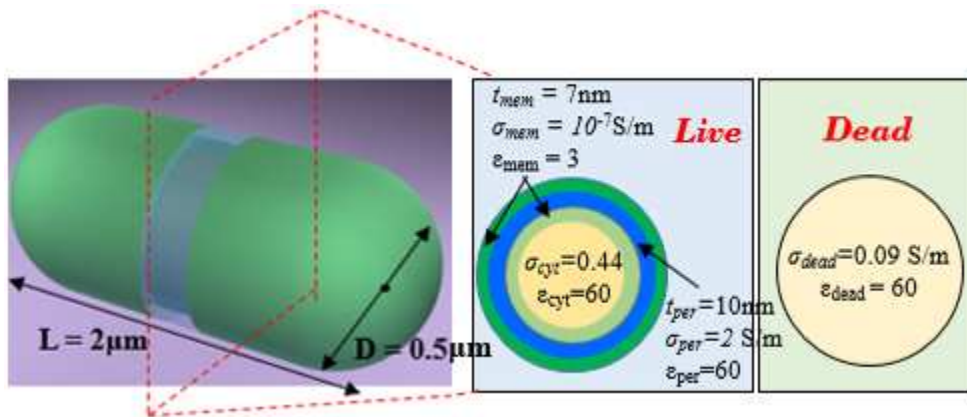 L = 2μm
D = 0.5μm
t_mem = 7nm
σ_mem = 10⁻⁷S/m
ε_mem = 3
Live
σ_cyt=0.44
ε_cyt=60
t_per=10nm
σ_per=2 S/m
ε_per=60
Dead
σ_dead=0.09 S/m
ε_dead = 60